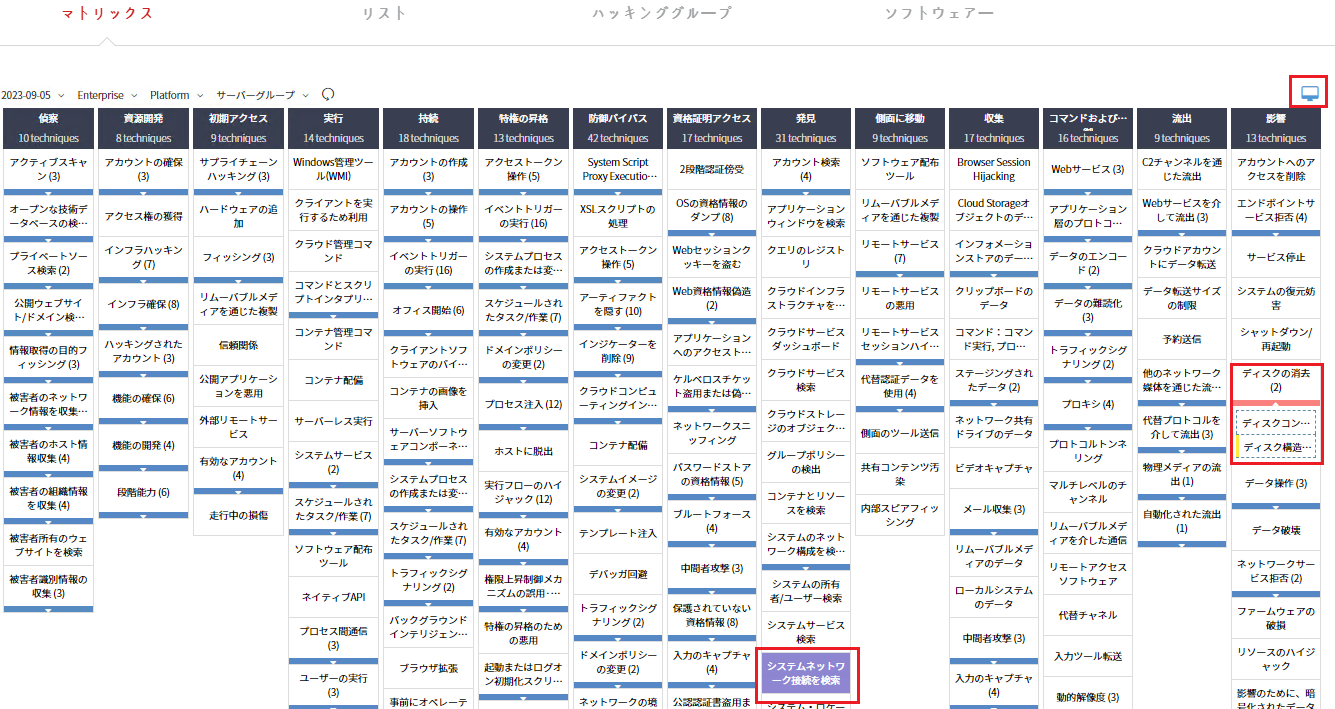 マトリックス
リスト
ハッキンググループ
ソフトウェアー
2023-09-05
Enterprise
Platform
サーバーグループ
偵察
10 techniques
アクティブスキャ
ン (3)
オープンな技術デ
ータベースの検…
プライベートソー
ス検索 (2)
公開ウェブサイ
ト/ドメイン検…
情報取得の目的フ
ィッシング (3)
被害者のネットワ
ーク情報を収集…
被害者のホスト情
報収集 (4)
被害者の組織情報
を収集 (4)
被害者所有のウェ
ブサイトを検索
被害者識別情報の
収集 (3)
資源開発
8 techniques
アカウントの確保
(3)
アクセス権の獲得
インフラハッキン
グ (7)
インフラ確保 (8)
ハッキングされた
アカウント (3)
機能の確保 (6)
機能の開発 (4)
段階能力 (6)
初期アクセス
9 techniques
サプライチェーン
ハッキング (3)
ハードウェアの追
加
フィッシング (3)
リムーバブルメデ
ィアを通じた複製
信頼関係
公開アプリケーシ
ョンを悪用
外部リモートサー
ビス
有効なアカウント
(4)
走行中の損傷
実行
14 techniques
Windows管理ツー
ル(WMI)
クライアントを実
行するため利用
クラウド管理コマ
ンド
コマンドとスクリ
プトインタプリ…
コンテナ管理コマ
ンド
コンテナ配備
サーバーレス実行
システムサービス
(2)
スケジュールされ
たタスク/作業 (7)
ソフトウェア配布
ツール
ネイティブAPI
プロセス間通信
(3)
ユーザーの実行
(3)
持続
18 techniques
アカウントの作成
(3)
アカウントの操作
(5)
イベントトリガー
の実行 (16)
オフィス開始 (6)
クライアントソフ
トウェアのバイ…
コンテナの画像を
挿入
サーバーソフトウ
ェアコンポーネ…
システムプロセス
の作成または変…
スケジュールされ
たタスク/作業 (7)
トラフィックシグ
ナリング (2)
バックグラウンド
インテリジェン…
ブラウザ拡張
事前にオペレーテ
特権の昇格
13 techniques
アクセストークン
操作 (5)
イベントトリガー
の実行 (16)
システムプロセス
の作成または変…
スケジュールされ
たタスク/作業 (7)
ドメインポリシー
の変更 (2)
プロセス注入 (12)
ホストに脱出
実行フローのハイ
ジャック (12)
有効なアカウント
(4)
権限上昇制御メカ
ニズムの誤用·…
特権の昇格のため
の悪用
起動またはログオ
ン初期化スクリ…
防御バイパス
42 techniques
System Script
Proxy Executio…
XSLスクリプトの
処理
アクセストークン
操作 (5)
アーティファクト
を隠す (10)
インジケーターを
削除 (9)
クラウドコンピュ
ーティングイン…
コンテナ配備
システムイメージ
の変更 (2)
テンプレート注入
デバッガ回避
トラフィックシグ
ナリング (2)
ドメインポリシー
の変更 (2)
ネットワークの境
資格証明アクセス
17 techniques
2段階認証傍受
OSの資格情報の
ダンプ (8)
Webセッションク
ッキーを盗む
Web資格情報偽造
(2)
アプリケーション
へのアクセスト…
ケルベロスチケッ
ト盗用または偽…
ネットワークスニ
ッフィング
パスワードストア
の資格情報 (5)
ブルートフォース
(4)
中間者攻撃 (3)
保護されていない
資格情報 (8)
入力のキャプチャ
(4)
公認認証書盗用ま
発見
31 techniques
アカウント検索
(4)
アプリケーション
ウィンドウを検索
クエリのレジスト
リ
クラウドインフラ
ストラクチャを…
クラウドサービス
ダッシュボード
クラウドサービス
検索
クラウドストレー
ジのオブジェク…
グループポリシー
の検出
コンテナとリソー
スを検索
システムのネット
ワーク構成を検…
システムの所有
者/ユーザー検索
システムサービス
検索
システムネットワ
ーク接続を検索
システム・ロケー
側面に移動
9 techniques
ソフトウェア配布
ツール
リムーバブルメデ
ィアを通じた複製
リモートサービス
(7)
リモートサービス
の悪用
リモートサービス
セッションハイ…
代替認証データを
使用 (4)
側面のツール送信
共有コンテンツ汚
染
内部スピアフィ
ッシング
収集
17 techniques
Browser Session
Hijacking
Cloud Storageオ
ブジェクトのデ…
インフォメーショ
ンストアのデー…
クリップボードの
データ
コマンド：コマン
ド実行, プロ…
ステージングされ
たデータ (2)
ネットワーク共有
ドライブのデータ
ビデオキャプチャ
メール収集 (3)
リムーバブルメデ
ィアのデータ
ローカルシステム
のデータ
中間者攻撃 (3)
入力のキャプチャ
(4)
コマンドおよび…
16 techniques
Webサービス (3)
アプリケーション
層のプロトコ…
データのエンコー
ド (2)
データの難読化
(3)
トラフィックシグ
ナリング (2)
プロキシ (4)
プロトコルトンネ
リング
マルチレベルのチ
ャンネル
リムーバブルメデ
ィアを介した通信
リモートアクセス
ソフトウェア
代替チャンネル
入力ツール転送
動的解像度 (3)
流出
9 techniques
C2チャンネルを通
じた流出
Webサービスを介
して流出 (3)
クラウドアカウン
トにデータ転送
データ転送サイズ
の制限
予約送信
他のネットワーク
媒体を通じた流…
代替プロトコルを
介して流出 (3)
物理メディアの流
出 (1)
自動化された流出
(1)
影響
13 techniques
アカウントへのア
クセスを削除
エンドポイントサ
ービス拒否 (4)
サービス停止
システムの復元妨
害
シャットダウン/
再起動
ディスクの消去
(2)
ディスクコン…
ディスク構造…
データ操作 (3)
データ破壊
ネットワークサー
ビス拒否 (2)
ファームウェアの
破損
リソースのハイジ
ャック
影響のために、暗
号化されたデータ